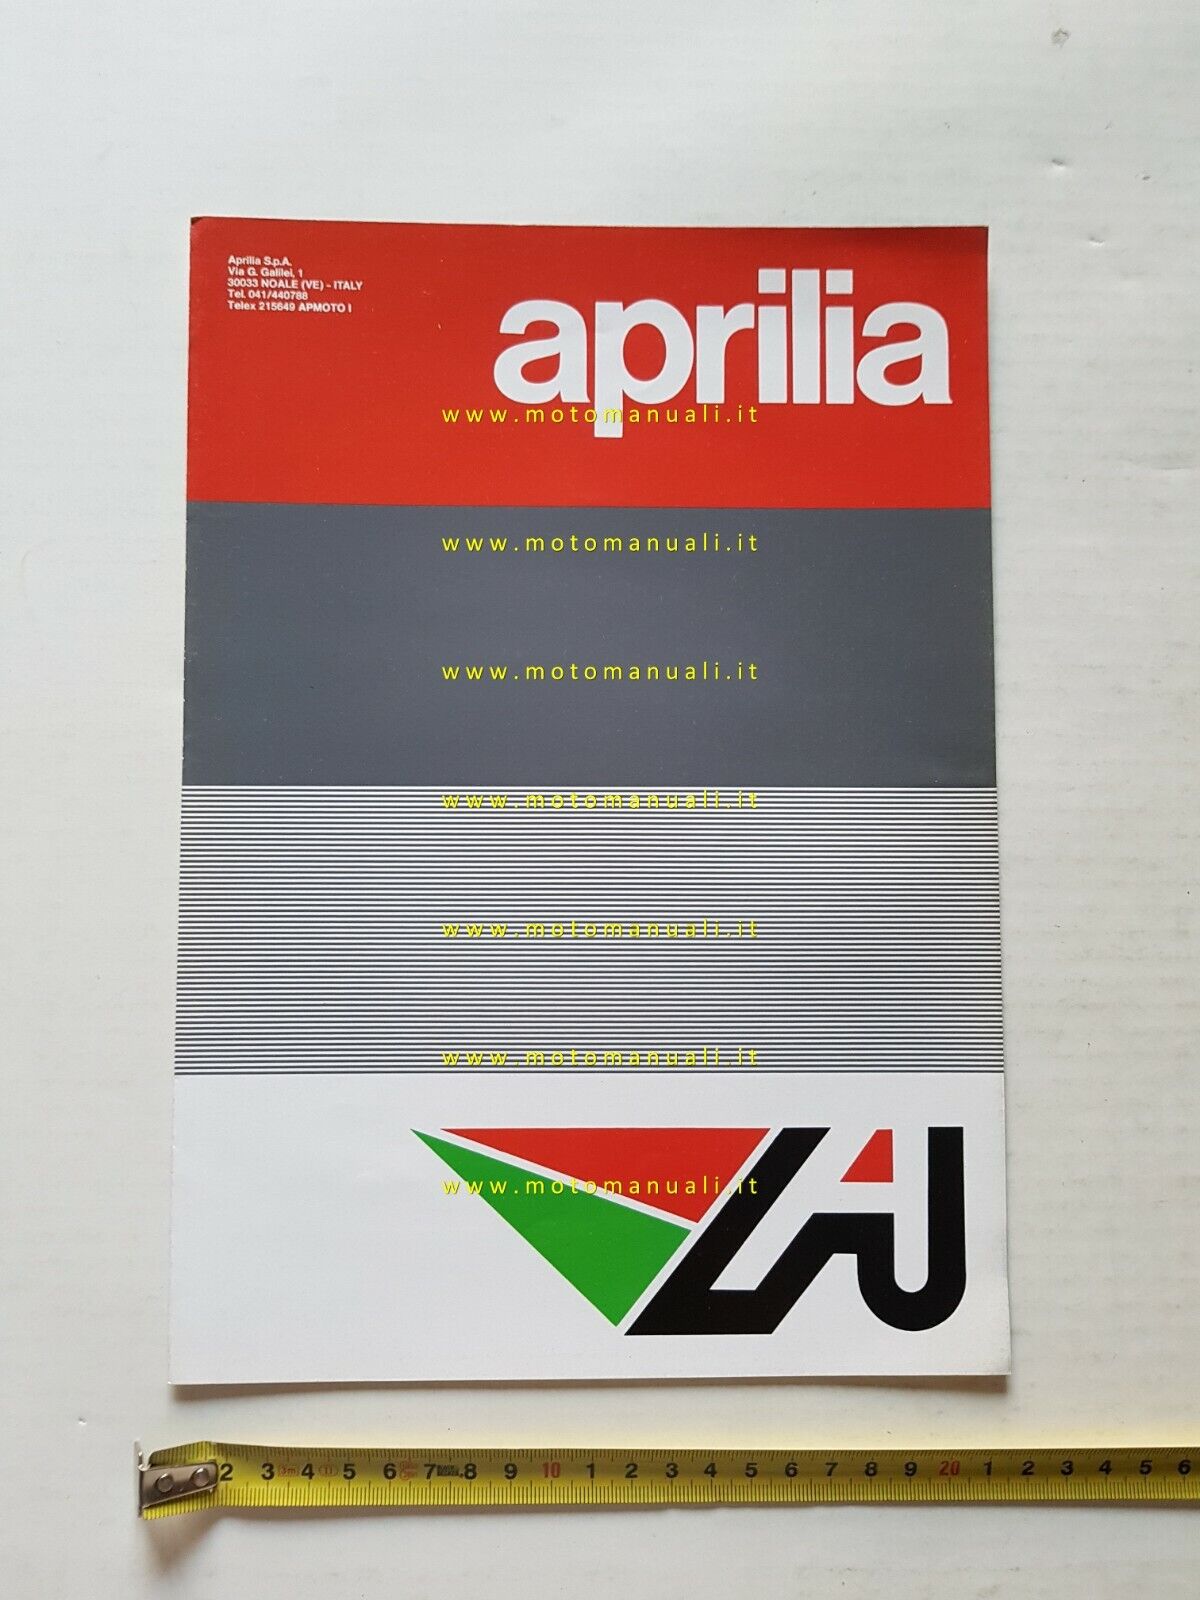 Aprilia S.p.A.
Via G. Galilei, 1
30033 NOALE (VE) - ITALY
Tel. 041/440788
Telex 215649 APMOTO I
aprilia
www.motomanuali.it
www.motomanuali.it
www.motomanuali.it
www.motomanuali.it
www.motomanuali.it
www.motomanuali.it
www.motomanuali.it
2 3 3m 4 5 6 7 8 9 10 1 2 3 4 5 6 7 8 9 20 1 2 3 4 5 6